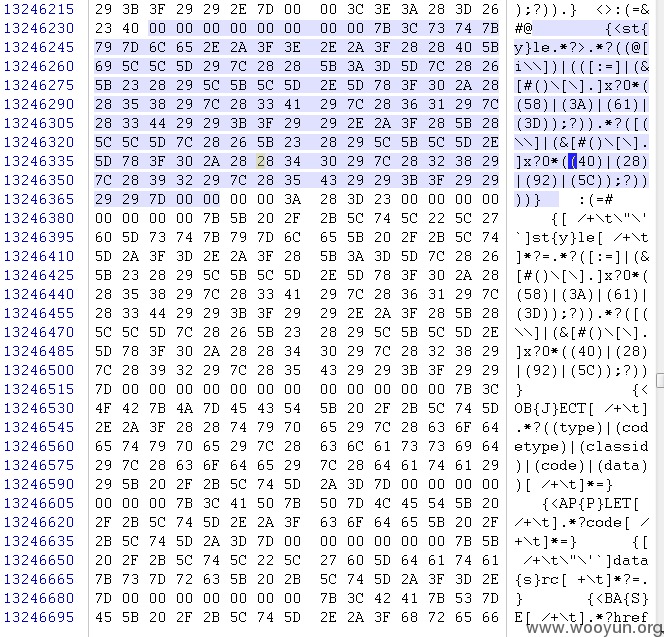 13246215 29 3B 3F 29 29 2E 7D 00 00 3C 3E 3A 28 3D 26 );?)).} <>:(=&
13246230 23 40 00 00 00 00 00 00 00 00 7B 3C 73 74 7B #@ {<st{
13246245 79 7D 6C 65 2E 2A 3F 3E 2E 2A 3F 28 28 40 5B y}le.*?>.*?((@[
13246260 69 5C 5C 5D 29 7C 28 28 5B 3A 3D 5D 7C 28 26 i\\])|(([:=]|(&
13246275 5B 23 28 29 5C 5B 5C 5D 2E 5D 78 3F 30 2A 28 [#()\[\].]x?0*(
13246290 28 35 38 29 7C 28 33 41 29 7C 28 36 31 29 7C (58)|(3A)|(61)|
13246305 28 33 44 29 29 3B 3F 29 29 2E 2A 3F 28 5B 28 (3D));?)).*?([(
13246320 5C 5C 5D 7C 28 26 5B 23 28 29 5C 5B 5C 5D 2E \\]|(&[#()\[\].
13246335 5D 78 3F 30 2A 28 28 34 30 29 7C 28 32 38 29 ]x?0*((40)|(28)
13246350 7C 28 39 32 29 7C 28 35 43 29 29 3B 3F 29 29 |(92)|(5C));?))
13246365 29 29 7D 00 00 00 00 3A 28 3D 23 00 00 00 00 ))} :(=#
13246380 00 00 00 00 7B 5B 20 2F 2B 5C 74 5C 22 5C 27 {[ /+\t\"\'
13246395 60 5D 73 74 7B 79 7D 6C 65 5B 20 2F 2B 5C 74 `]st{y}le[ /+\t
13246410 5D 2A 3F 3D 2E 2A 3F 28 5B 3A 3D 5D 7C 28 26 ]*?=.*?([:=]|(&
13246425 5B 23 28 29 5C 5B 5C 5D 2E 5D 78 3F 30 2A 28 [#()\[\].]x?0*(
13246440 28 35 38 29 7C 28 33 41 29 7C 28 36 31 29 7C (58)|(3A)|(61)|
13246455 28 33 44 29 29 3B 3F 29 29 2E 2A 3F 28 5B 28 (3D));?)).*?([(
13246470 5C 5C 5D 7C 28 26 5B 23 28 29 5C 5B 5C 5D 2E \\]|(&[#()\[\].
13246485 5D 78 3F 30 2A 28 28 34 30 29 7C 28 32 38 29 ]x?0*((40)|(28)
13246500 7C 28 39 32 29 7C 28 35 43 29 29 3B 3F 29 29 |(92)|(5C));?))
13246515 7D 00 00 00 00 00 00 00 00 00 00 00 00 7B 3C } {<
13246530 4F 42 7B 4A 7D 45 43 54 5B 20 2F 2B 5C 74 5D OB{J}ECT[ /+\t]
13246545 2E 2A 3F 28 28 74 79 70 65 29 7C 28 63 6F 64 .*?((type)|(cod
13246560 65 74 79 70 65 29 7C 28 63 6C 61 73 73 69 64 etype)|(classid
13246575 29 7C 28 63 6F 64 65 29 7C 28 64 61 74 61 29 )|(code)|(data)
13246590 29 5B 20 2F 2B 5C 74 5D 2A 3D 7D 00 00 00 00 )[ /+\t]*=}
13246605 00 00 00 7B 3C 41 50 7B 50 7D 4C 45 54 5B 20 {<AP{P}LET[
13246620 2F 2B 5C 74 5D 2E 2A 3F 63 6F 64 65 5B 20 2F /+\t].*?code[ /
13246635 2B 5C 74 5D 2A 3D 7D 00 00 00 00 00 00 7B 5B +\t]*=} {[
13246650 20 2F 2B 5C 74 5C 22 5C 27 60 5D 64 61 74 61 /+\t\"\'`]data
13246665 7B 73 7D 72 63 5B 20 2B 5C 74 5D 2A 3F 3D 2E {s}rc[ +\t]*?=.
13246680 7D 00 00 00 00 00 00 00 7B 3C 42 41 7B 53 7D } {<BA{S}
13246695 45 5B 20 2F 2B 5C 74 5D 2E 2A 3F 68 72 65 66 E[ /+\t].*?href
www.wooyun.org